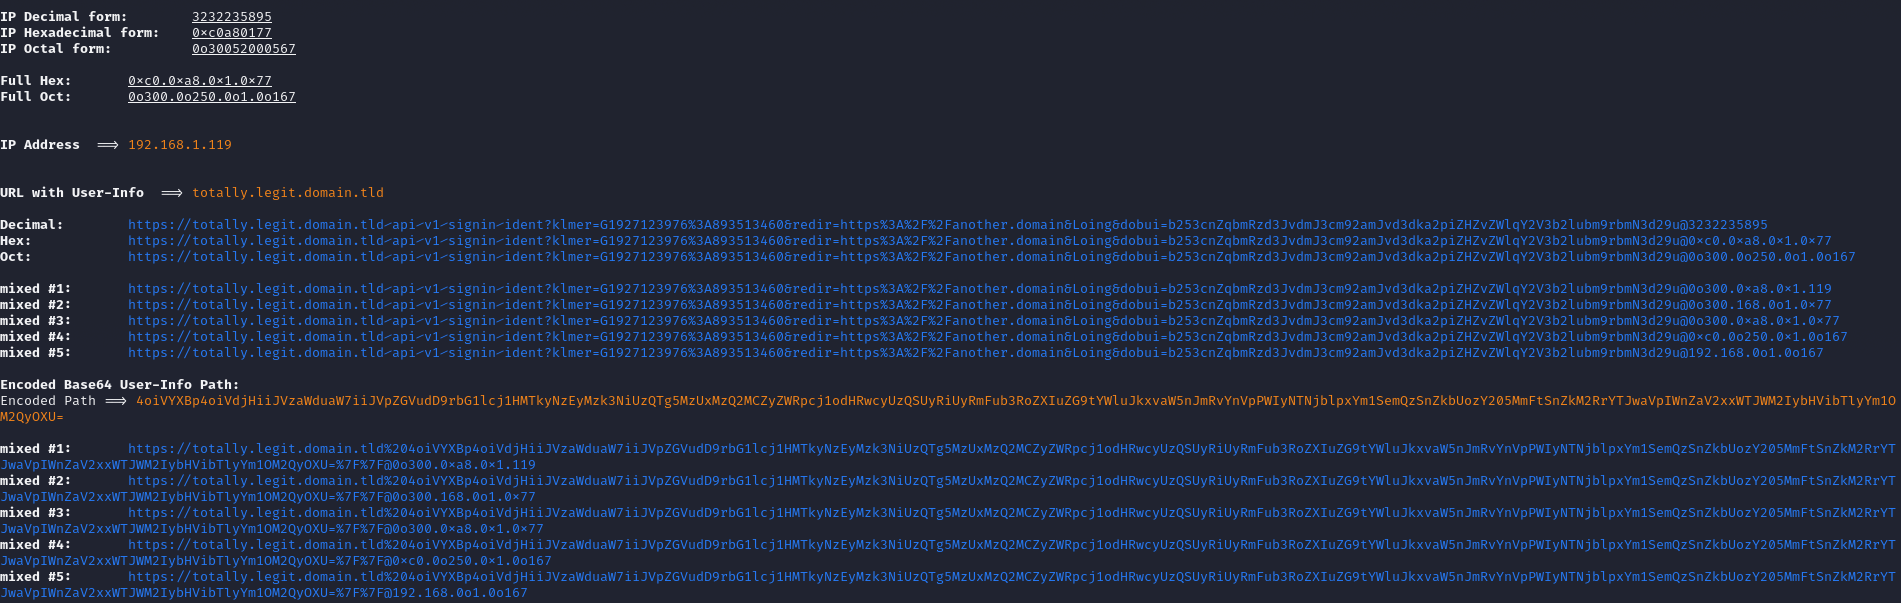 IP Decimal form: 3232235895
IP Hexadecimal form: 0×c0a80177
IP Octal form: 0o30052000567
Full Hex: 0×c0.0×a8.0×1.0×77
Full Oct: 0o300.0o250.0o1.0o167
IP Address ⟹ 192.168.1.119
URL with User-Info ⟹ totally.legit.domain.tld
Decimal: https://totally.legit.domain.tld∕api∕v1∕signin∕ident?klmer=G1927123976%3A893513460&redir=https%3A%2F%2Fanother.domain&Loing&dobui=b253cnZqbmRzd3JvdmJ3cm92amJvd3dka2piZHZvZWlqY2V3b2lubm9rbmN3d29u@3232235895
Hex: https://totally.legit.domain.tld∕api∕v1∕signin∕ident?klmer=G1927123976%3A893513460&redir=https%3A%2F%2Fanother.domain&Loing&dobui=b253cnZqbmRzd3JvdmJ3cm92amJvd3dka2piZHZvZWlqY2V3b2lubm9rbmN3d29u@0×c0.0×a8.0×1.0×77
Oct: https://totally.legit.domain.tld∕api∕v1∕signin∕ident?klmer=G1927123976%3A893513460&redir=https%3A%2F%2Fanother.domain&Loing&dobui=b253cnZqbmRzd3JvdmJ3cm92amJvd3dka2piZHZvZWlqY2V3b2lubm9rbmN3d29u@0o300.0o250.0o1.0o167
mixed #1: https://totally.legit.domain.tld∕api∕v1∕signin∕ident?klmer=G1927123976%3A893513460&redir=https%3A%2F%2Fanother.domain&Loing&dobui=b253cnZqbmRzd3JvdmJ3cm92amJvd3dka2piZHZvZWlqY2V3b2lubm9rbmN3d29u@0o300.0×a8.0×1.119
mixed #2: https://totally.legit.domain.tld∕api∕v1∕signin∕ident?klmer=G1927123976%3A893513460&redir=https%3A%2F%2Fanother.domain&Loing&dobui=b253cnZqbmRzd3JvdmJ3cm92amJvd3dka2piZHZvZWlqY2V3b2lubm9rbmN3d29u@0o300.168.0o1.0×77
mixed #3: https://totally.legit.domain.tld∕api∕v1∕signin∕ident?klmer=G1927123976%3A893513460&redir=https%3A%2F%2Fanother.domain&Loing&dobui=b253cnZqbmRzd3JvdmJ3cm92amJvd3dka2piZHZvZWlqY2V3b2lubm9rbmN3d29u@0o300.0×a8.0×1.0×77
mixed #4: https://totally.legit.domain.tld∕api∕v1∕signin∕ident?klmer=G1927123976%3A893513460&redir=https%3A%2F%2Fanother.domain&Loing&dobui=b253cnZqbmRzd3JvdmJ3cm92amJvd3dka2piZHZvZWlqY2V3b2lubm9rbmN3d29u@0×c0.0o250.0×1.0o167
mixed #5: https://totally.legit.domain.tld∕api∕v1∕signin∕ident?klmer=G1927123976%3A893513460&redir=https%3A%2F%2Fanother.domain&Loing&dobui=b253cnZqbmRzd3JvdmJ3cm92amJvd3dka2piZHZvZWlqY2V3b2lubm9rbmN3d29u@192.168.0o1.0o167
Encoded Base64 User-Info Path:
Encoded Path ⟹ 4oiVYXBp4oiVdjHiiJVzaWduaW7iiJVpZGVudD9rbG1lcj1HMTkyNzEyMzk3NiUzQTg5MzUxMzQ2MCZyZWRpcj1odHRwcyUzQSUyRiUyRmFub3RoZXIuZG9tYWluJkxvaW5nJmRvYnVpPWIyNTNjblpxYm1SemQzSnZkbUozY205MmFtSnZkM2RrYTJwaVpIWnZaV2xxWTJWM2IybHVibTlyYm1O
M2QyOXU=
mixed #1: https://totally.legit.domain.tld%204oiVYXBp4oiVdjHiiJVzaWduaW7iiJVpZGVudD9rbG1lcj1HMTkyNzEyMzk3NiUzQTg5MzUxMzQ2MCZyZWRpcj1odHRwcyUzQSUyRiUyRmFub3RoZXIuZG9tYWluJkxvaW5nJmRvYnVpPWIyNTNjblpxYm1SemQzSnZkbUozY205MmFtSnZkM2RrYT
JwaVpIWnZaV2xxWTJWM2IybHVibTlyYm1OM2QyOXU=%7F%7F@0o300.0×a8.0×1.119
mixed #2: https://totally.legit.domain.tld%204oiVYXBp4oiVdjHiiJVzaWduaW7iiJVpZGVudD9rbG1lcj1HMTkyNzEyMzk3NiUzQTg5MzUxMzQ2MCZyZWRpcj1odHRwcyUzQSUyRiUyRmFub3RoZXIuZG9tYWluJkxvaW5nJmRvYnVpPWIyNTNjblpxYm1SemQzSnZkbUozY205MmFtSnZkM2RrYT
JwaVpIWnZaV2xxWTJWM2IybHVibTlyYm1OM2QyOXU=%7F%7F@0o300.168.0o1.0×77
mixed #3: https://totally.legit.domain.tld%204oiVYXBp4oiVdjHiiJVzaWduaW7iiJVpZGVudD9rbG1lcj1HMTkyNzEyMzk3NiUzQTg5MzUxMzQ2MCZyZWRpcj1odHRwcyUzQSUyRiUyRmFub3RoZXIuZG9tYWluJkxvaW5nJmRvYnVpPWIyNTNjblpxYm1SemQzSnZkbUozY205MmFtSnZkM2RrYT
JwaVpIWnZaV2xxWTJWM2IybHVibTlyYm1OM2QyOXU=%7F%7F@0o300.0×a8.0×1.0×77
mixed #4: https://totally.legit.domain.tld%204oiVYXBp4oiVdjHiiJVzaWduaW7iiJVpZGVudD9rbG1lcj1HMTkyNzEyMzk3NiUzQTg5MzUxMzQ2MCZyZWRpcj1odHRwcyUzQSUyRiUyRmFub3RoZXIuZG9tYWluJkxvaW5nJmRvYnVpPWIyNTNjblpxYm1SemQzSnZkbUozY205MmFtSnZkM2RrYT
JwaVpIWnZaV2xxWTJWM2IybHVibTlyYm1OM2QyOXU=%7F%7F@0×c0.0o250.0×1.0o167
mixed #5: https://totally.legit.domain.tld%204oiVYXBp4oiVdjHiiJVzaWduaW7iiJVpZGVudD9rbG1lcj1HMTkyNzEyMzk3NiUzQTg5MzUxMzQ2MCZyZWRpcj1odHRwcyUzQSUyRiUyRmFub3RoZXIuZG9tYWluJkxvaW5nJmRvYnVpPWIyNTNjblpxYm1SemQzSnZkbUozY205MmFtSnZkM2RrYT
JwaVpIWnZaV2xxWTJWM2IybHVibTlyYm1OM2QyOXU=%7F%7F@192.168.0o1.0o167